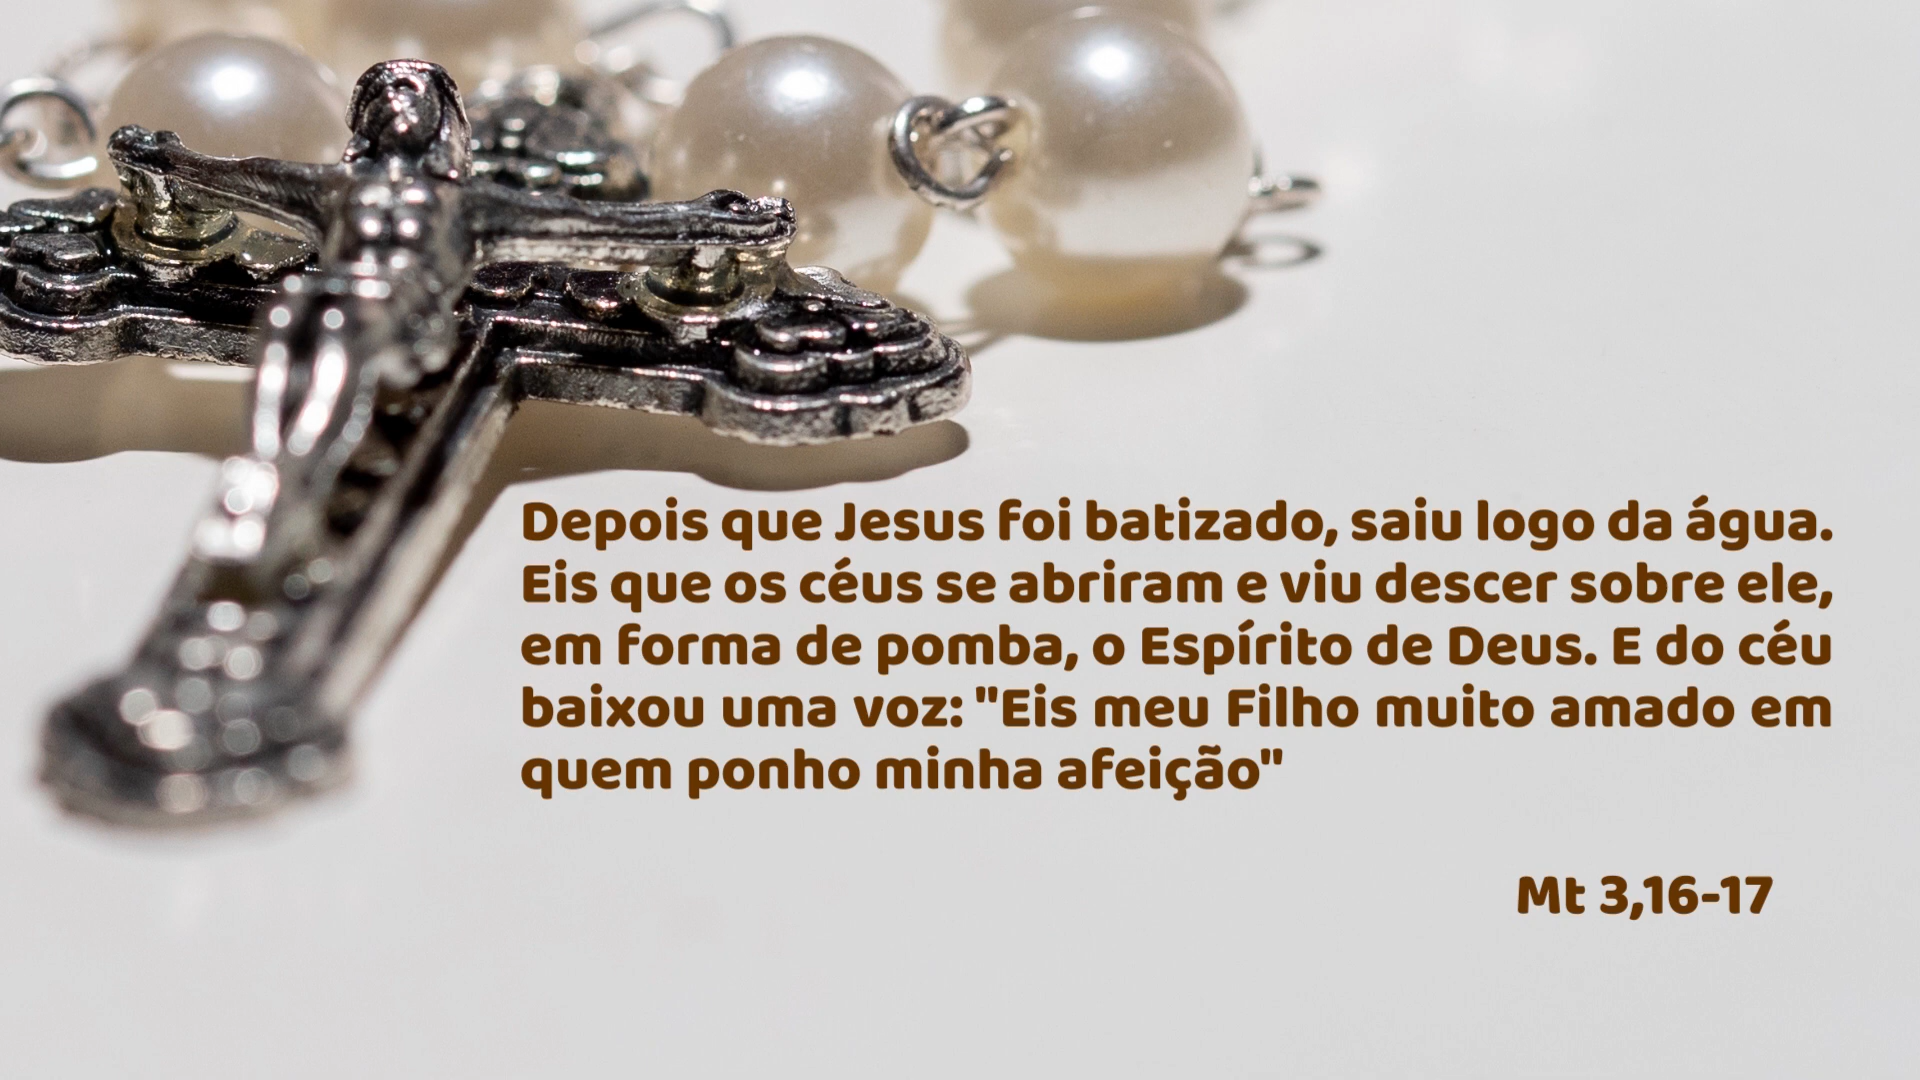 Depois que Jesus foi batizado, saiu logo da água.
Eis que os céus se abriram e viu descer sobre ele,
em forma de pomba, o Espírito de Deus. E do céu
baixou uma voz: "Eis meu Filho muito amado em
quem ponho minha afeição"
Mt 3,16-17